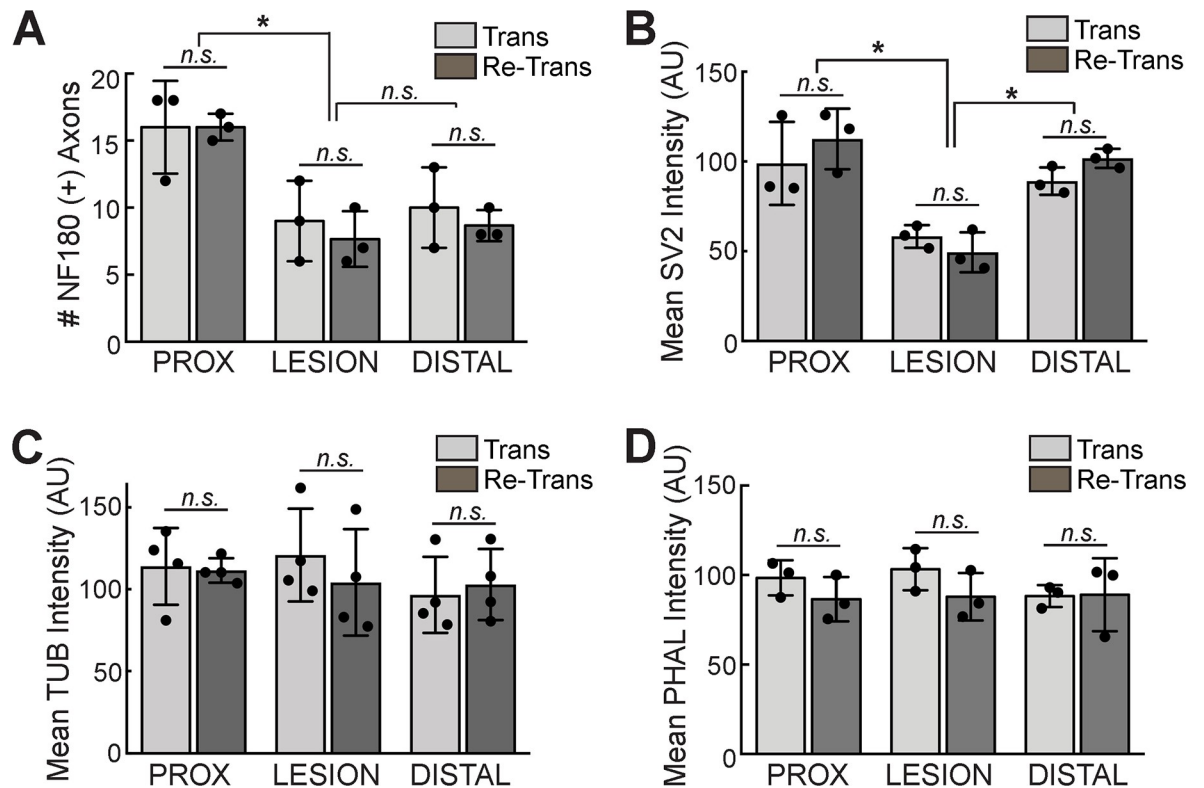 A
Trans
Re-Trans
*
n.s.
n.s.
n.s.
n.s.
# NF180 (+) Axons
20
15
10
5
0
PROX LESION DISTAL
B
Trans
Re-Trans
*
*
n.s.
n.s.
n.s.
Mean SV2 Intensity (AU)
150
100
50
0
PROX LESION DISTAL
C
Trans
Re-Trans
n.s.
n.s.
n.s.
Mean TUB Intensity (AU)
150
100
50
0
PROX LESION DISTAL
D
Trans
Re-Trans
n.s.
n.s.
n.s.
Mean PHAL Intensity (AU)
150
100
50
0
PROX LESION DISTAL